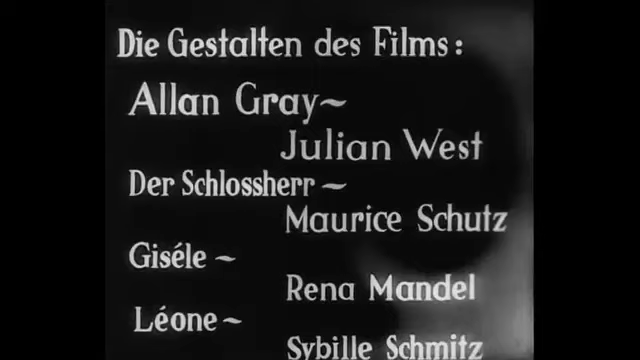 Die Gestalten des Films:
Allan Gray~
Julian West
Der Schlossherr ~
Maurice Schutz
Giséle ~
Rena Mandel
Léone~
Sybille Schmitz